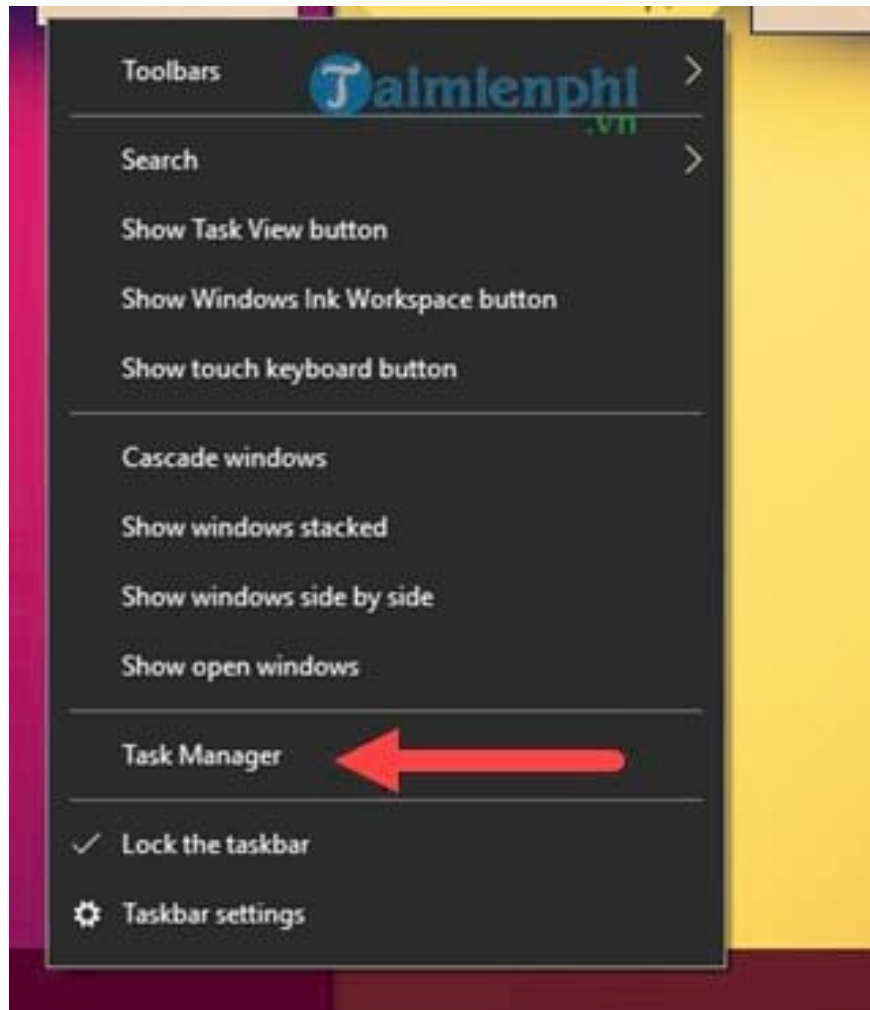 Toolbars
Taimienphi
.vn
Search
Show Task View button
Show Windows Ink Workspace button
Show touch keyboard button
Cascade windows
Show windows stacked
Show windows side by side
Show open windows
Task Manager
Lock the taskbar
Taskbar settings